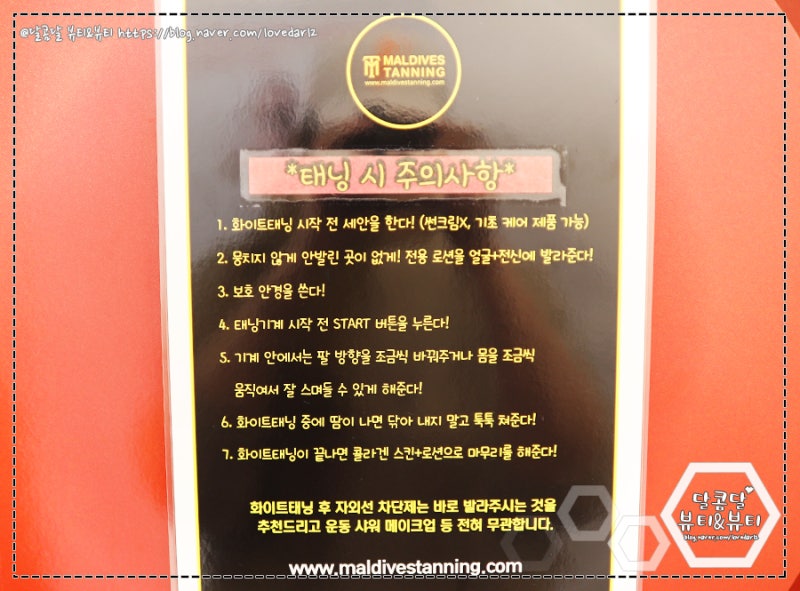 @달콤달 뷰티&뷰티 https://blog.naver.com/lovedarl2
MALDIVES
TANNING
www.maldivestanning.com
*태닝 시 주의사항*
1. 화이트태닝 시작 전 세안을 한다! (썬크림X, 기초 케어 제품 가능)
2. 뭉치지 않게 안발린 곳이 없게! 전용 로션을 얼굴+전신에 발라준다!
3. 보호 안경을 쓴다!
4. 태닝기계 시작 전 START 버튼을 누른다!
5. 기계 안에서는 팔 방향을 조금씩 바꿔주거나 몸을 조금씩
움직여서 잘 스며들 수 있게 해준다!
6. 화이트태닝 중에 땀이 나면 닦아 내지 말고 톡톡 쳐준다!
7. 화이트태닝이 끝나면 콜라겐 스킨+로션으로 마무리를 해준다!
화이트태닝 후 자외선 차단제는 바로 발라주시는 것을
추천드리고 운동 샤워 메이크업 등 전혀 무관합니다.
www.maldivestanning.com
달콤달
뷰티&뷰티
blog.naver.com/lovedarl2